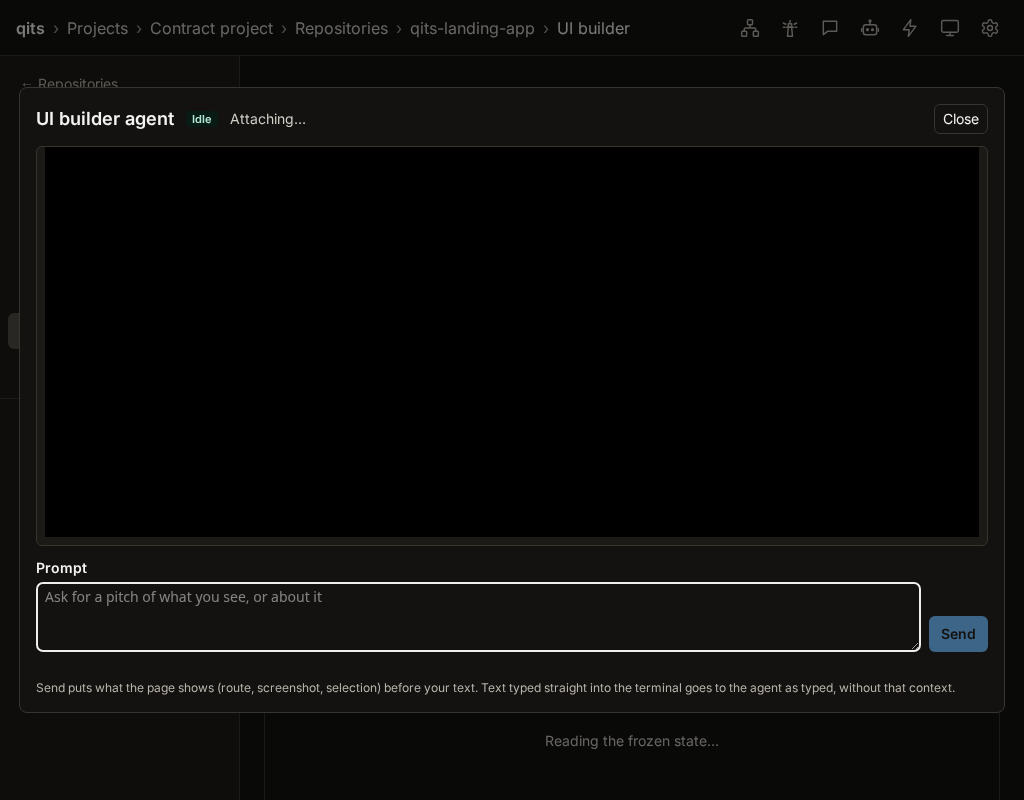 qits › Projects › Contract project › Repositories › qits-landing-app › UI builder
← Repositories
UI builder agent Idle Attaching... Close
Prompt
Ask for a pitch of what you see, or about it
Send
Send puts what the page shows (route, screenshot, selection) before your text. Text typed straight into the terminal goes to the agent as typed, without that context.
Reading the frozen state...